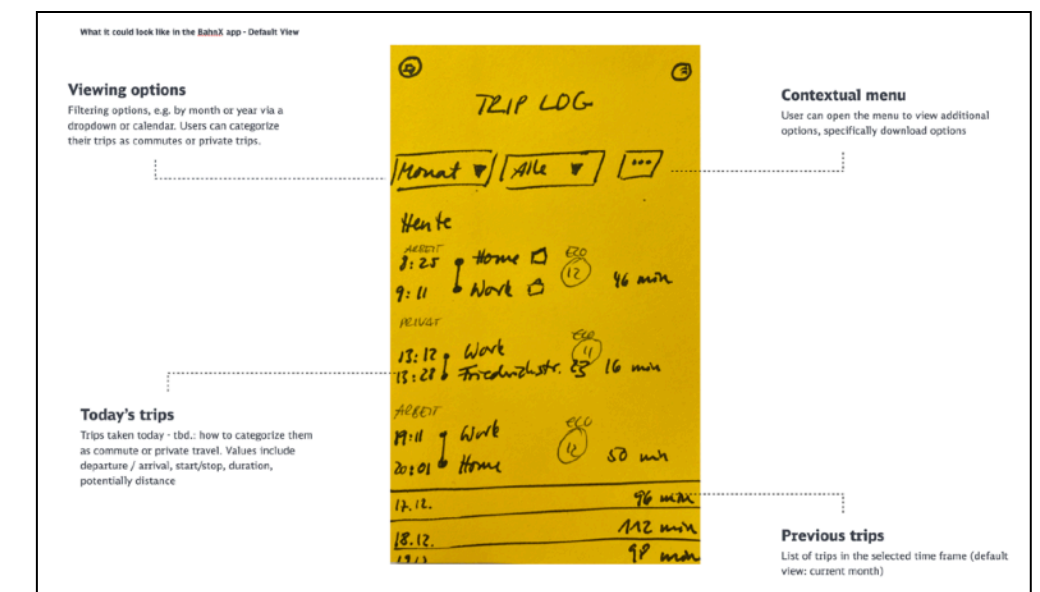 What it could look like in the BahnX app - Default View
Viewing options
Filtering options, e.g. by month or year via a
dropdown or calendar. Users can categorize
their trips as commutes or private trips.
Contextual menu
User can open the menu to view additional
options, specifically download options
TRIP LOG
Monat ▼ Alle ▼ ...
Heute
ARBEIT
8:25 Home ECO
12
9:11 Work 46 min
PRIVAT
13:12 Work ECO
11
13:28 Friedrichstr. 23 16 min
ARBEIT
19:11 Work ECO
12
20:01 Home 50 min
17.12. 96 min
18.12. 112 min
98 min
Today's trips
Trips taken today - tbd.: how to categorize them
as commute or private travel. Values include
departure / arrival, start/stop, duration,
potentially distance
Previous trips
List of trips in the selected time frame (default
view: current month)